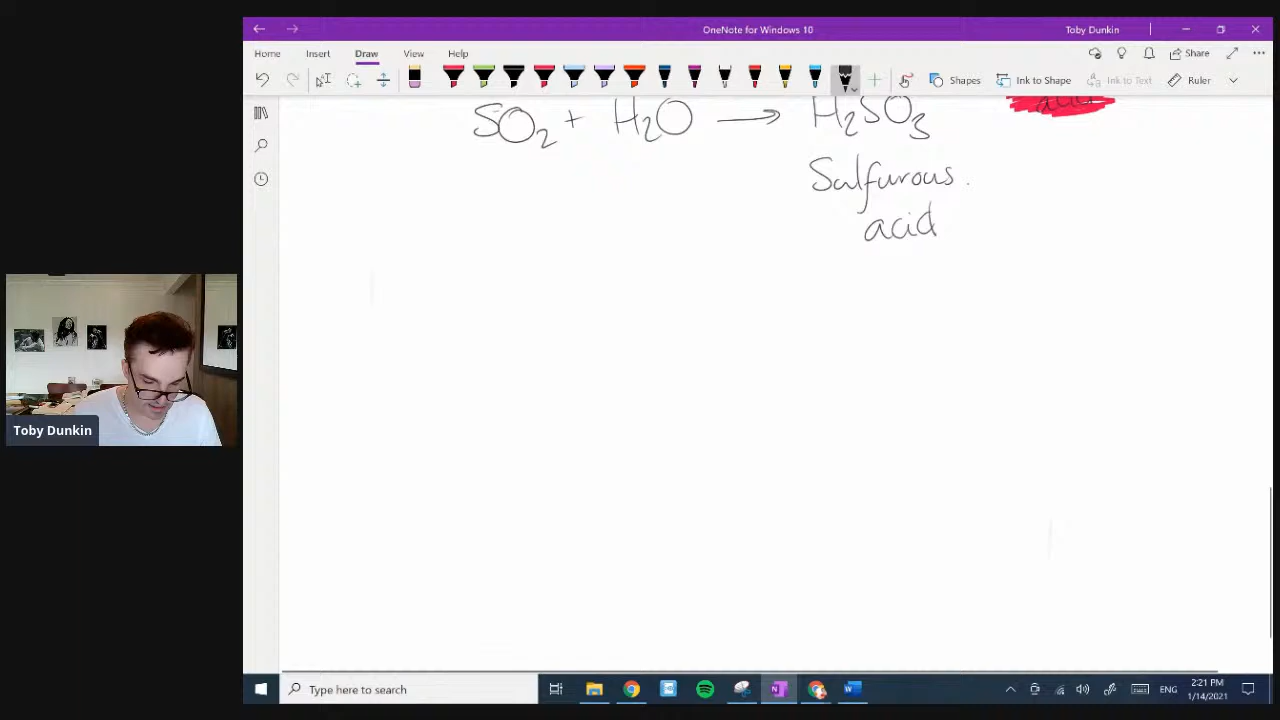 OneNote for Windows 10
Toby Dunkin
Home Insert Draw View Help
Share
Shapes Ink to Shape Ink to Text Ruler
acid
SO2 + H2O → H2SO3
Sulfurous.
acid
Toby Dunkin
Type here to search
ENG
2:21 PM
1/14/2021